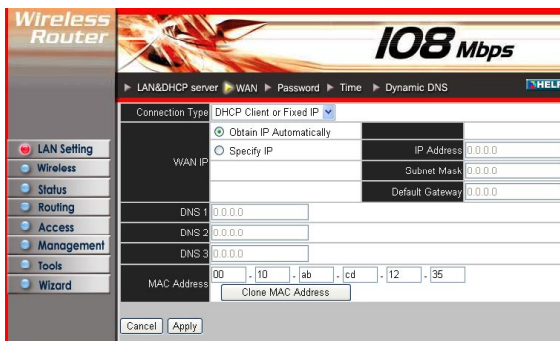 Wireless
Router
108 Mbps
LAN&DHCP server WAN Password Time Dynamic DNS HELP
LAN Setting
Wireless
Status
Routing
Access
Management
Tools
Wizard
Connection Type DHCP Client or Fixed IP
WAN IP
Obtain IP Automatically
Specify IP
IP Address 0.0.0.0
Subnet Mask 0.0.0.0
Default Gateway 0.0.0.0
DNS 1 0.0.0.0
DNS 2 0.0.0.0
DNS 3 0.0.0.0
MAC Address 00 - 10 - ab - cd - 12 - 35
Clone MAC Address
Cancel Apply